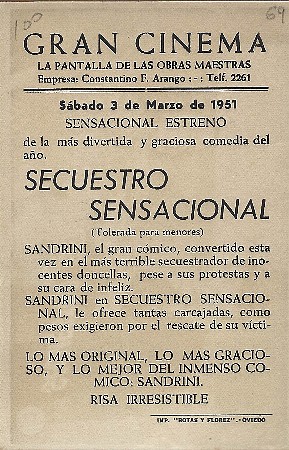 69
GRAN CINEMA
LA PANTALLA DE LAS OBRAS MAESTRAS
Empresa: Constantino F. Arango :-: Telf. 2261
Sábado 3 de Marzo de 1951
SENSACIONAL ESTRENO
de la más divertida y graciosa comedia del
año.
SECUESTRO
SENSACIONAL
(Tolerada para menores)
SANDRINI, el gran cómico, convertido esta
vez en el más terrible secuestrador de ino-
centes doncellas, pese a sus protestas y a
su cara de infeliz.
SANDRINI en SECUESTRO SENSACIO-
NAL, le ofrece tantas carcajadas, como
pesos exigieron por el rescate de su vícti-
ma.
LO MAS ORIGINAL, LO MAS GRACIO-
SO, Y LO MEJOR DEL INMENSO CO-
MICO: SANDRINI.
RISA IRRESISTIBLE
IMP. "ROTAS Y FLOREZ".-OVIEDO